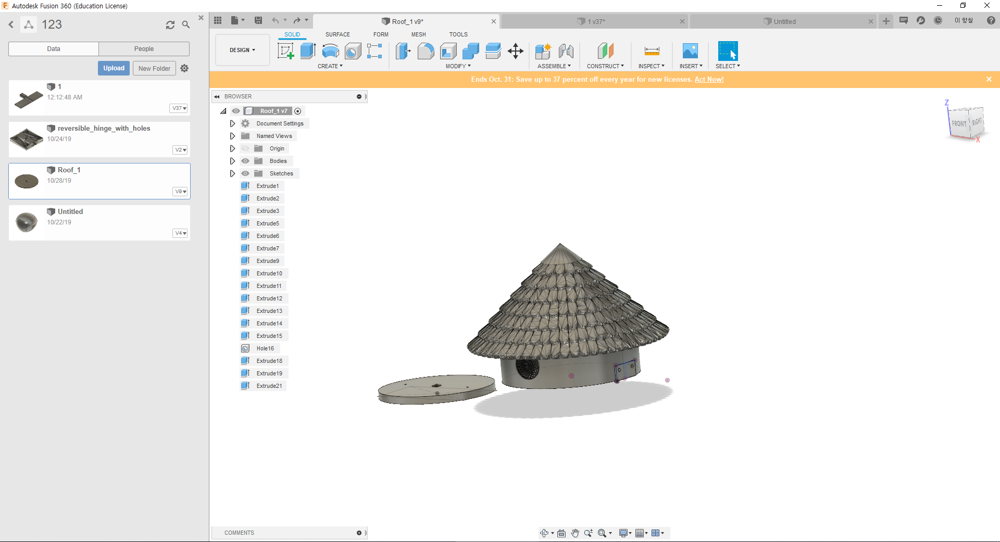 Autodesk Fusion 360 (Education License)
123
Data
People
Upload
New Folder
1
12:12:48 AM
V37
reversible_hinge_with_holes
10/24/19
V2
Roof_1
10/28/19
V9
Untitled
10/22/19
V4
Roof_1 v9*
1 v37*
Untitled
이 향철
DESIGN
SOLID
SURFACE
FORM
MESH
TOOLS
CREATE
MODIFY
ASSEMBLE
CONSTRUCT
INSPECT
INSERT
SELECT
Ends Oct. 31: Save up to 37 percent off every year for new licenses. Act Now!
BROWSER
Roof_1 v7
Document Settings
Named Views
Origin
Bodies
Sketches
Extrude1
Extrude2
Extrude3
Extrude5
Extrude6
Extrude7
Extrude9
Extrude10
Extrude11
Extrude12
Extrude13
Extrude14
Extrude15
Hole16
Extrude18
Extrude19
Extrude21
Z
FRONT
RIGHT
X
COMMENTS